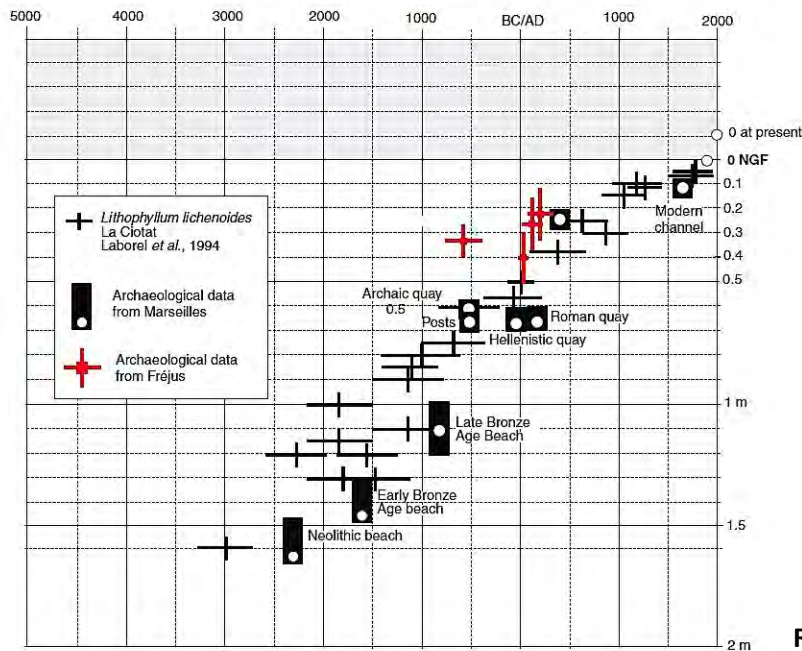 5000 4000 3000 2000 1000 BC/AD 1000 2000
0 at present
0 NGF
0.1
0.2
0.3
0.4
0.5
1 m
1.5
2 m
Lithophyllum lichenoides
La Ciotat
Laborel et al., 1994
Archaeological data
from Marseilles
Archaeological data
from Fréjus
Modern
channel
Archaic quay
0.5
Posts
Roman quay
Hellenistic quay
Late Bronze
Age Beach
Early Bronze
Age beach
Neolithic beach